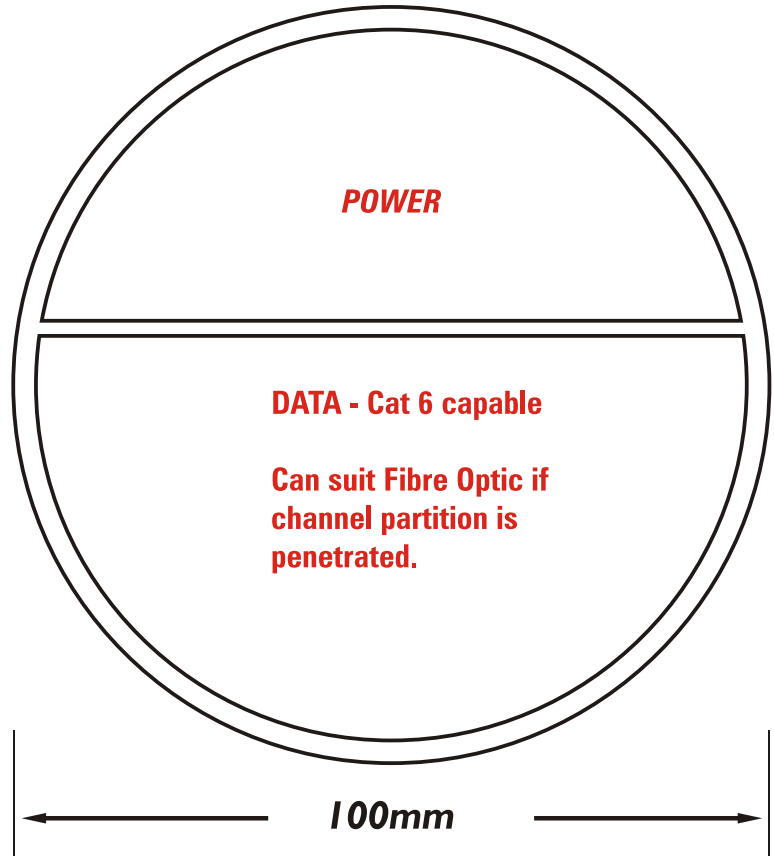 POWER
DATA - Cat 6 capable
Can suit Fibre Optic if
channel partition is
penetrated.
100mm